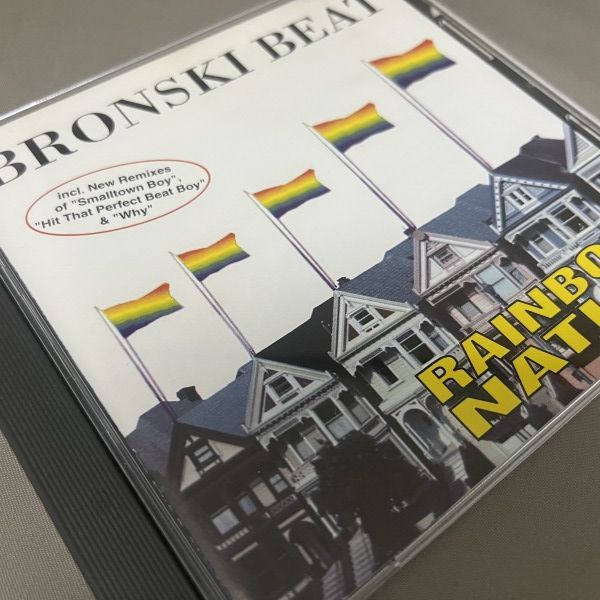 BRONSKI BEAT
incl. New Remixes
of "Smalltown Boy",
"Hit That Perfect Beat Boy"
& "Why"
RAINBO
NATI